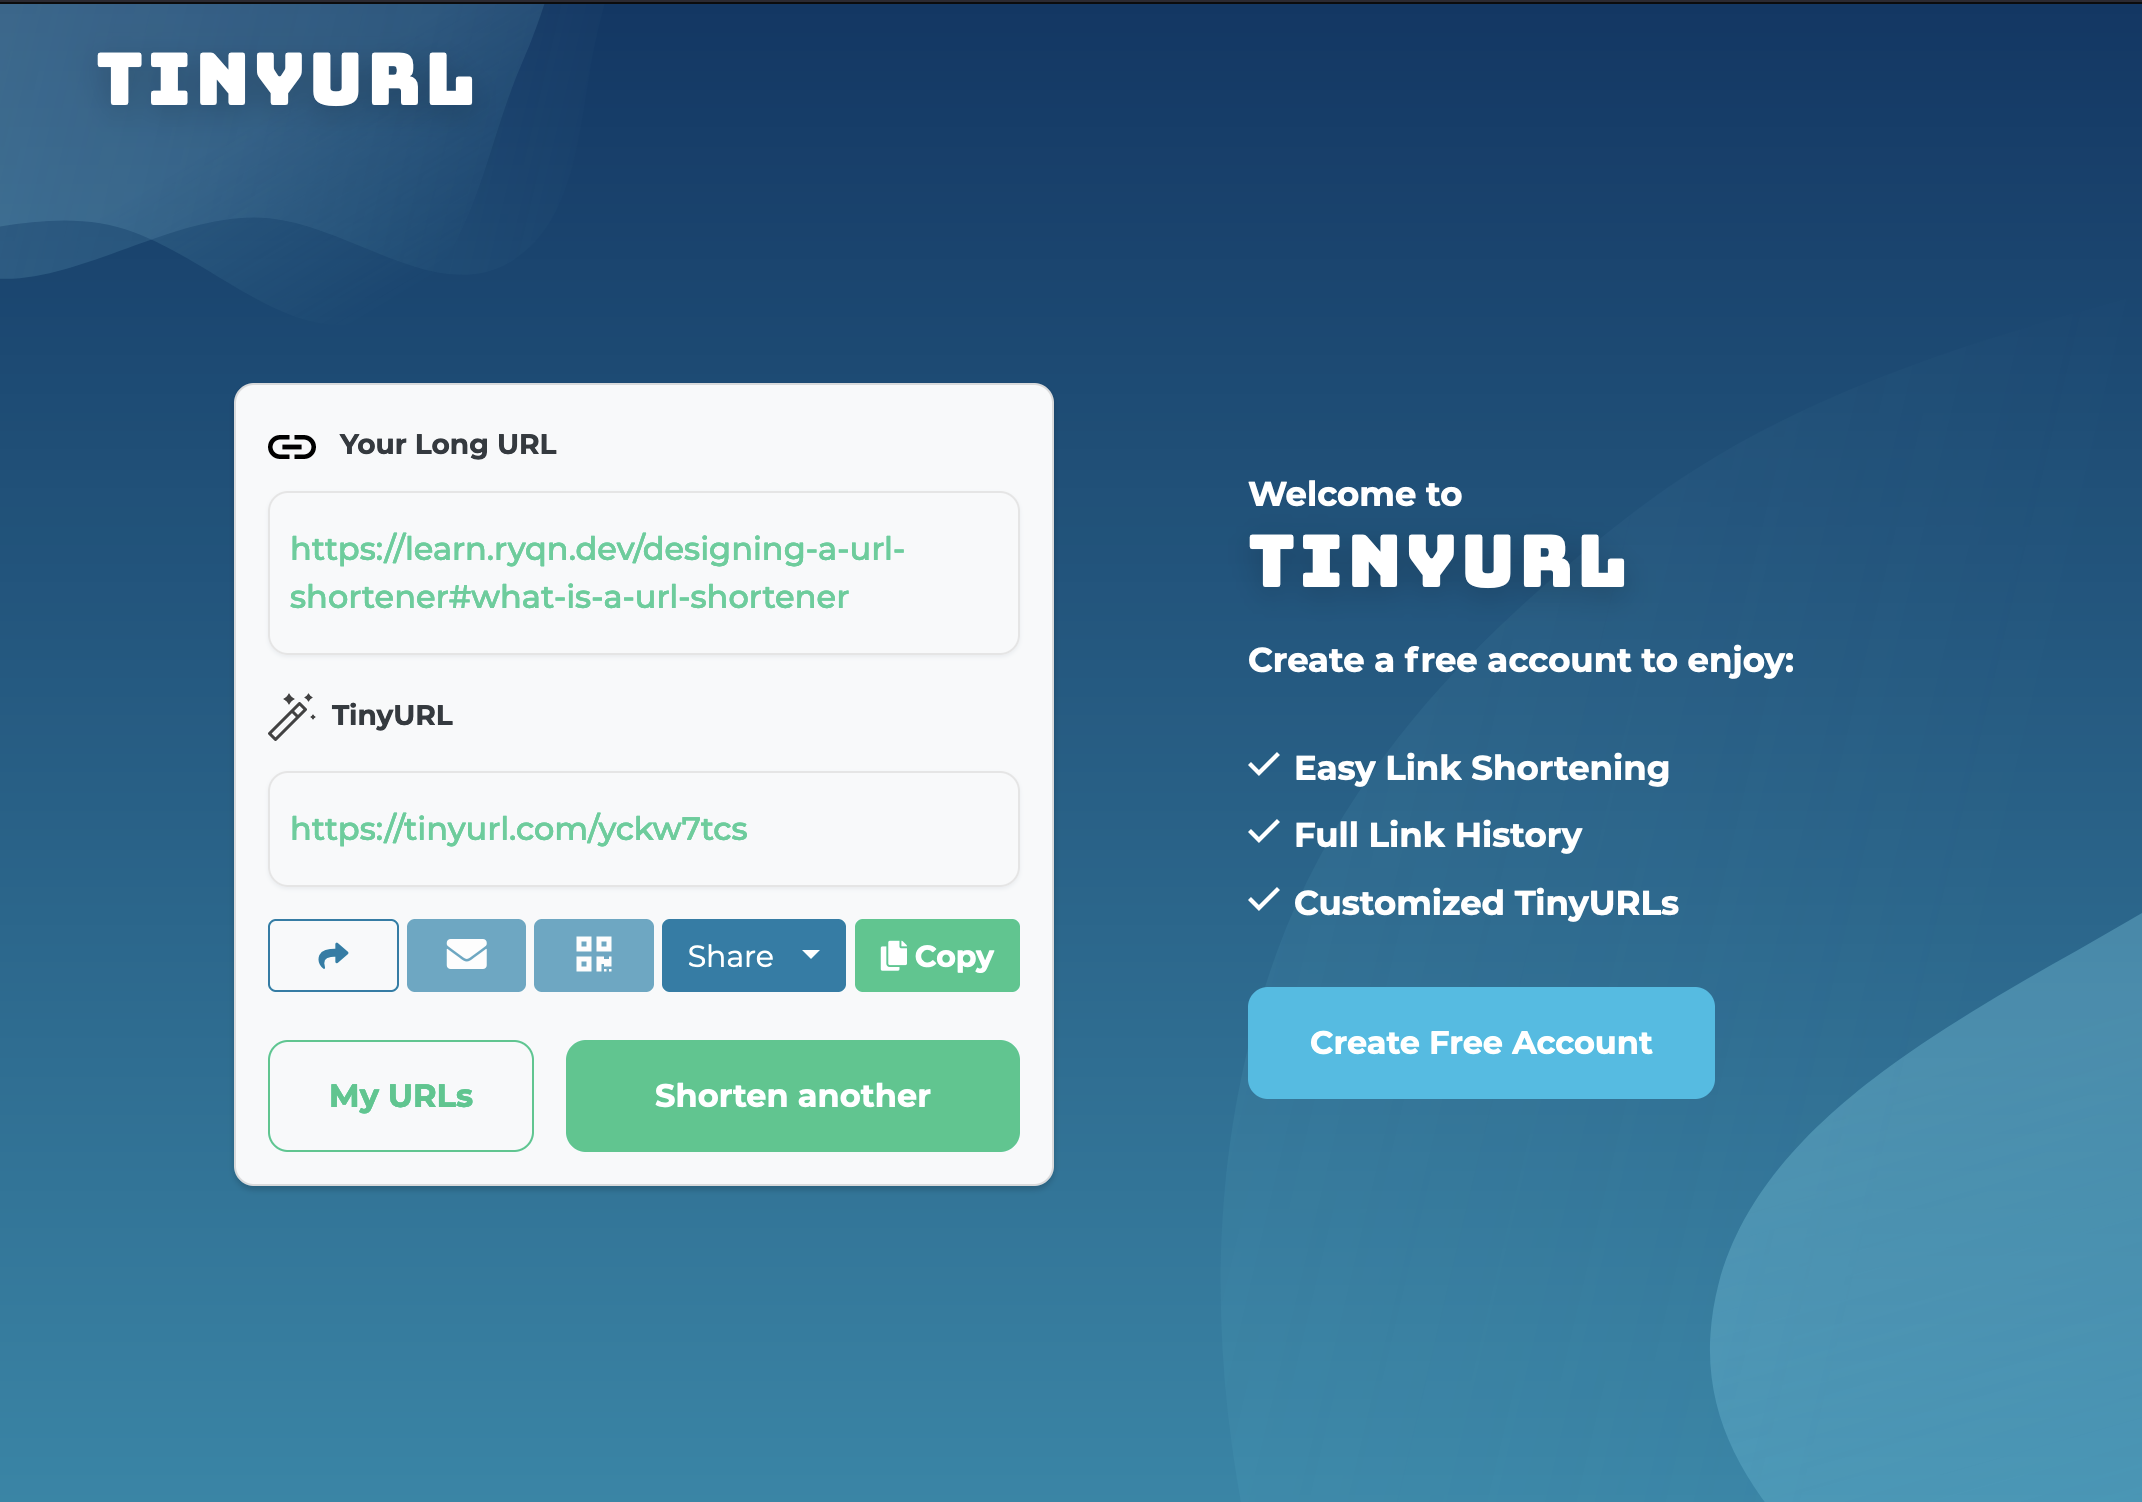 TINYURL
Your Long URL
https://learn.ryqn.dev/designing-a-url-
shortener#what-is-a-url-shortener
TinyURL
https://tinyurl.com/yckw7tcs
Share
Copy
My URLs
Shorten another
Welcome to
TINYURL
Create a free account to enjoy:
Easy Link Shortening
Full Link History
Customized TinyURLs
Create Free Account